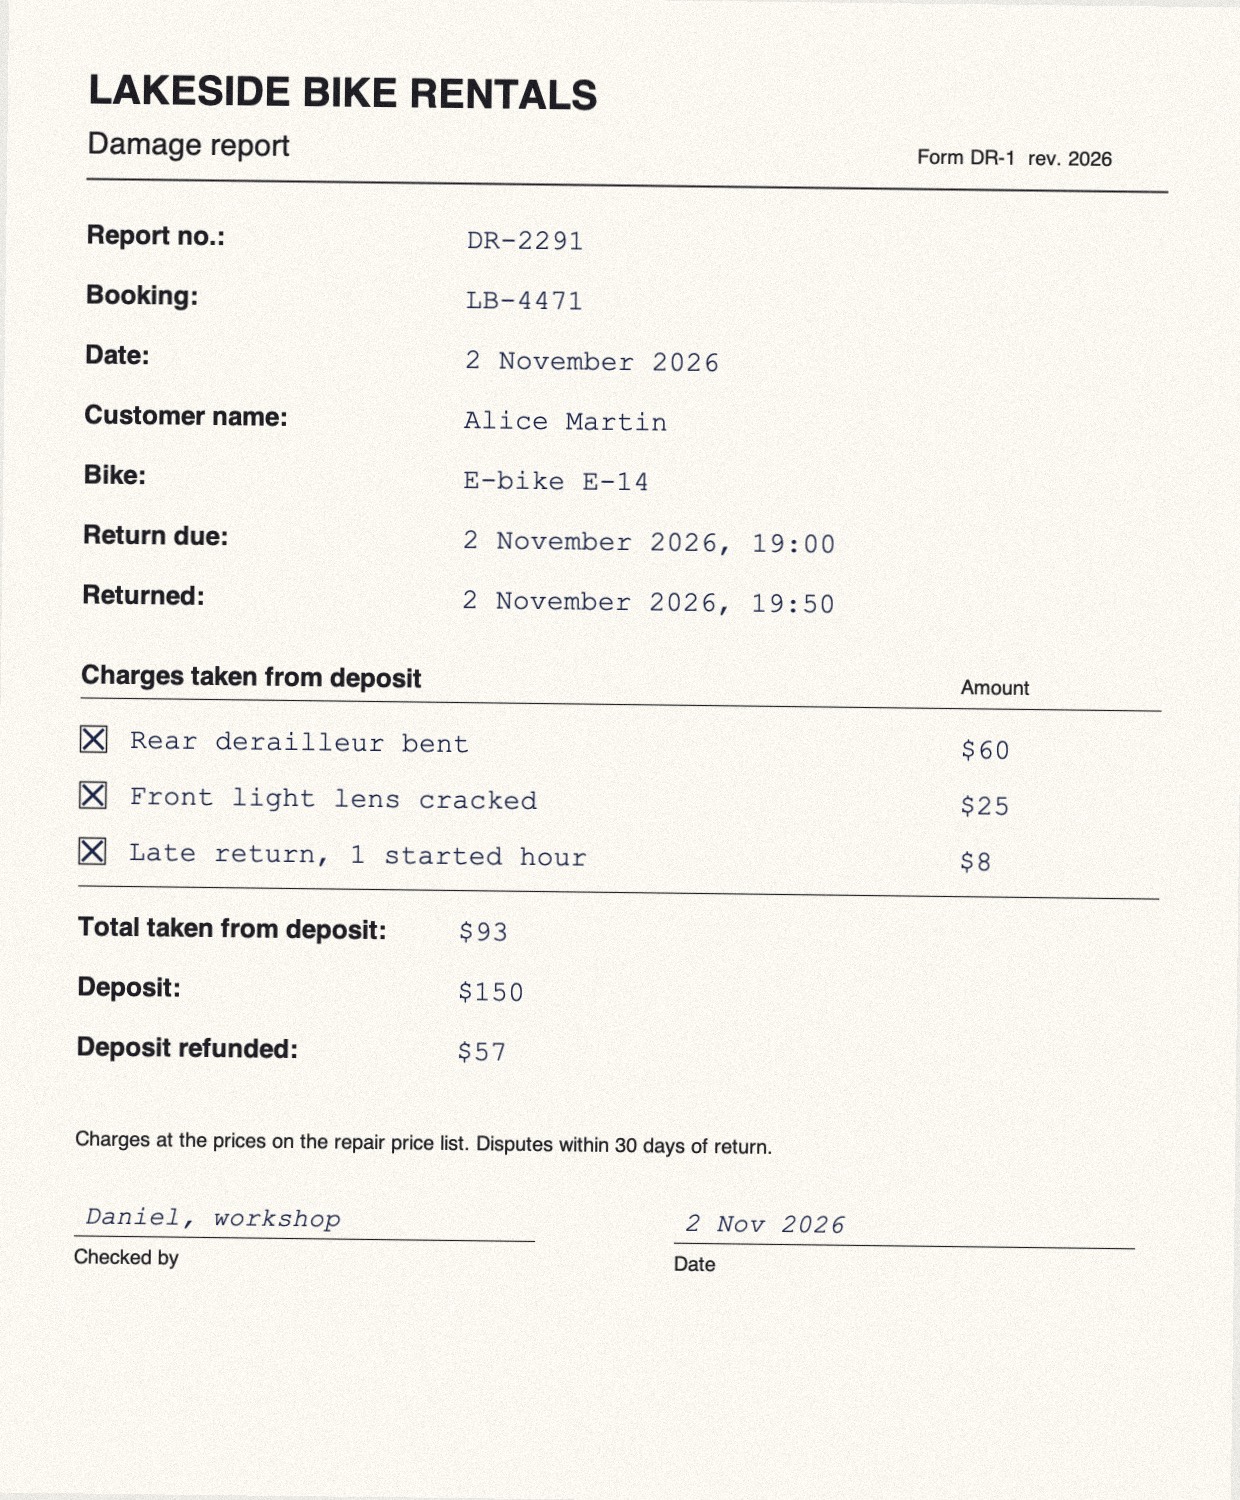 LAKESIDE BIKE RENTALS
Damage report
Form DR-1 rev. 2026
Report no.: DR-2291
Booking: LB-4471
Date: 2 November 2026
Customer name: Alice Martin
Bike: E-bike E-14
Return due: 2 November 2026, 19:00
Returned: 2 November 2026, 19:50
Charges taken from deposit Amount
Rear derailleur bent $60
Front light lens cracked $25
Late return, 1 started hour $8
Total taken from deposit: $93
Deposit: $150
Deposit refunded: $57
Charges at the prices on the repair price list. Disputes within 30 days of return.
Daniel, workshop 2 Nov 2026
Checked by Date